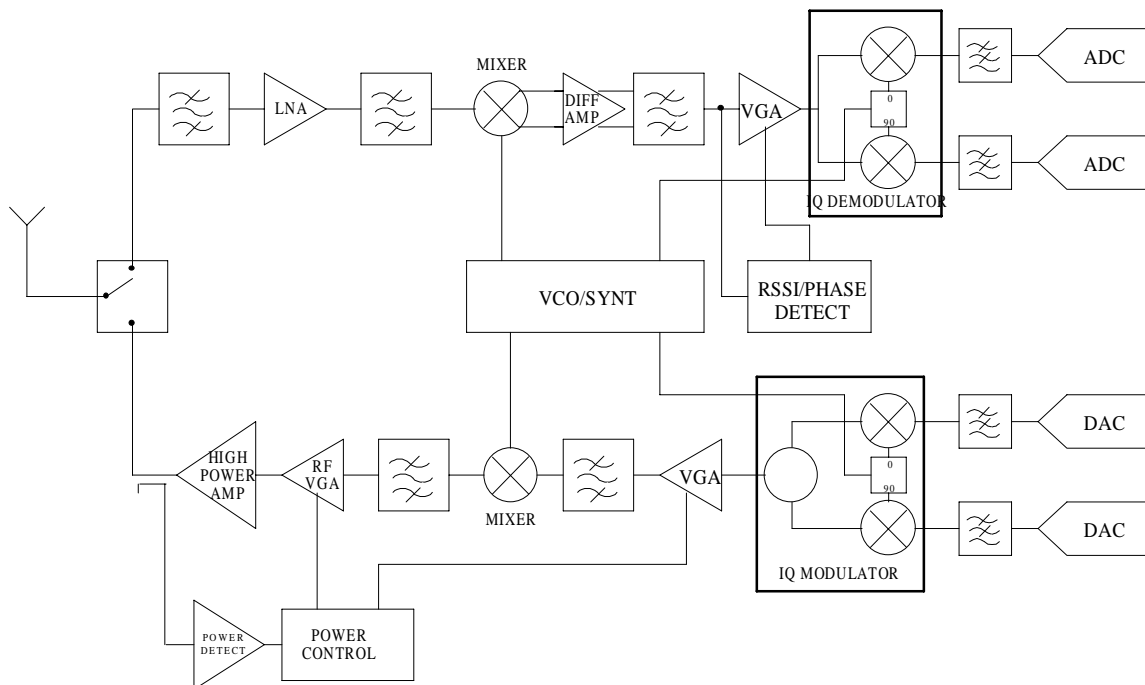 MIXER
LNA
DIFF
AMP
VGA
0
90
ADC
ADC
IQ DEMODULATOR
VCO/SYNT
RSSI/PHASE
DETECT
HIGH
POWER
AMP
RF
VGA
MIXER
VGA
0
90
DAC
DAC
IQ MODULATOR
POWER
DETECT
POWER
CONTROL